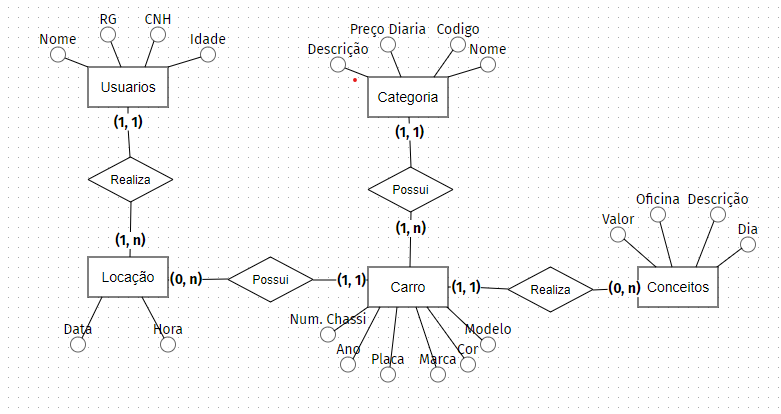 RG
CNH
Nome
Idade
Usuarios
(1, 1)
Realiza
(1, n)
Locação
Data
Hora
(0, n)
Possui
(1, 1)
Preço Diaria
Codigo
Descrição
Nome
Categoria
(1, 1)
Possui
(1, n)
Carro
Num. Chassi
Ano
Placa
Marca
Cor
Modelo
(1, 1)
Realiza
(0, n)
Oficina
Descrição
Valor
Dia
Conceitos